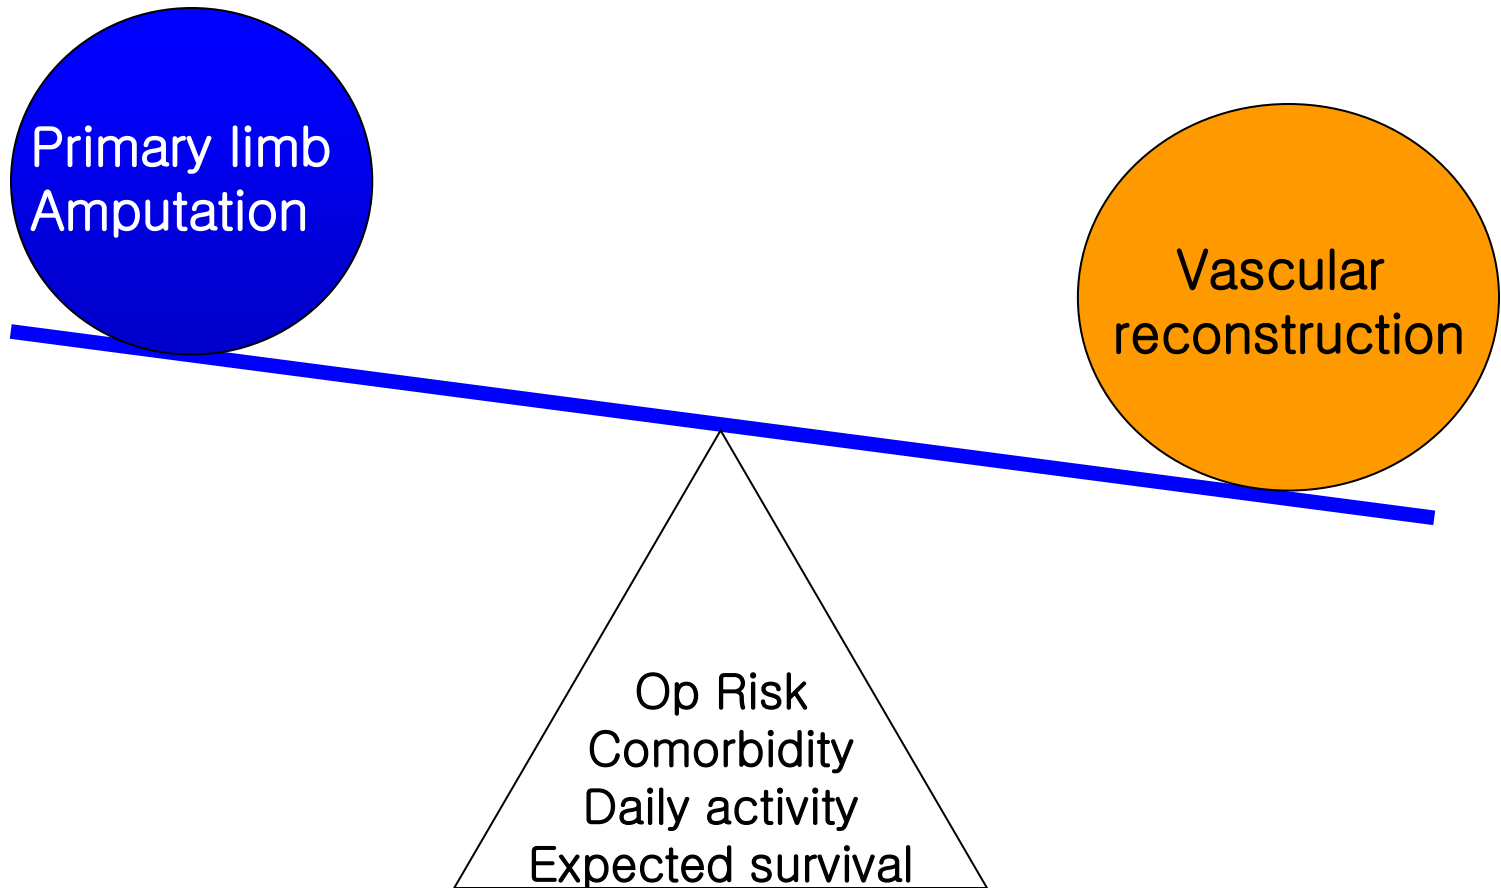 Primary limb
Amputation
Vascular
reconstruction
Op Risk
Comorbidity
Daily activity
Expected survival